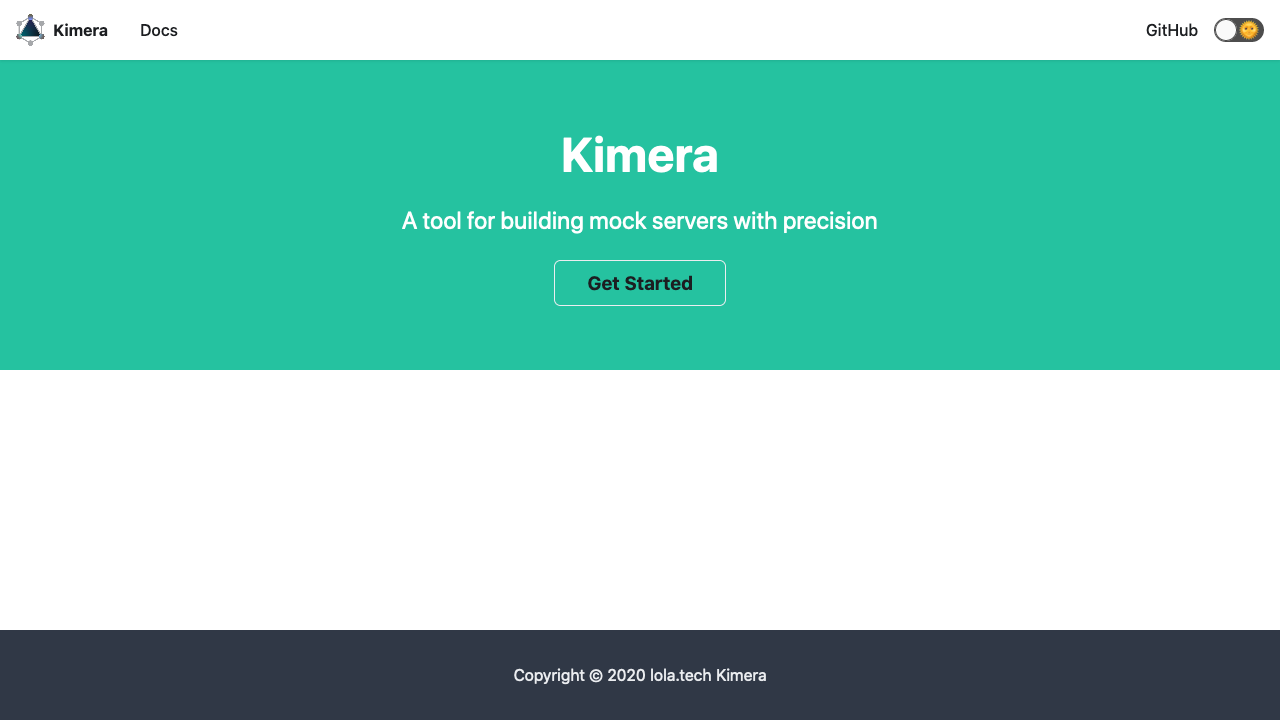 Kimera
Docs
GitHub
Kimera
A tool for building mock servers with precision
Get Started
Copyright © 2020 lola.tech Kimera